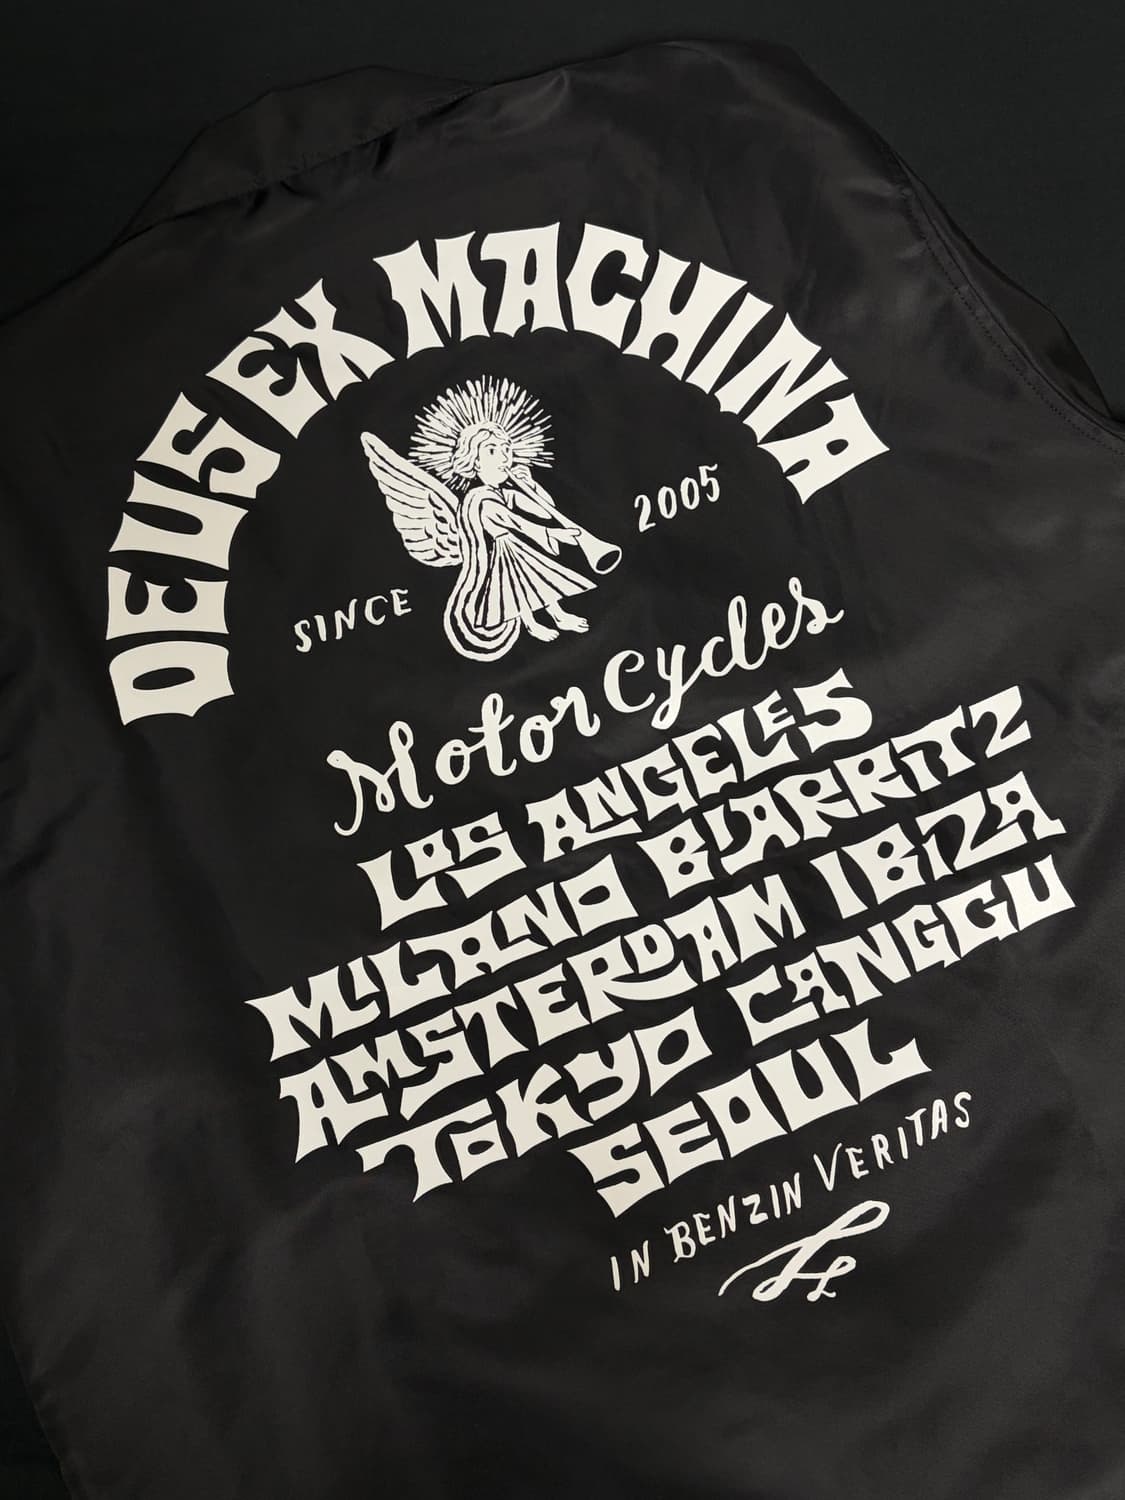 DEUS EX MACHINA
SINCE 2005
Motor Cycles
LOS ANGELES
MILANO BIARRITZ
AMSTERDAM IBIZA
TOKYO CANGGU
SEOUL
IN BENZIN VERITAS